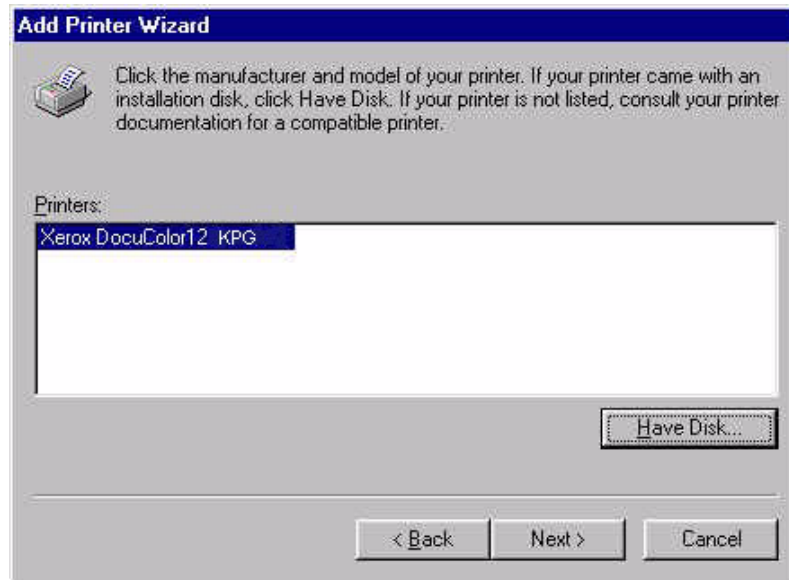 Add Printer Wizard
Click the manufacturer and model of your printer. If your printer came with an
installation disk, click Have Disk. If your printer is not listed, consult your printer
documentation for a compatible printer.
Printers:
Xerox DocuColor12 KPG
Have Disk...
< Back Next > Cancel